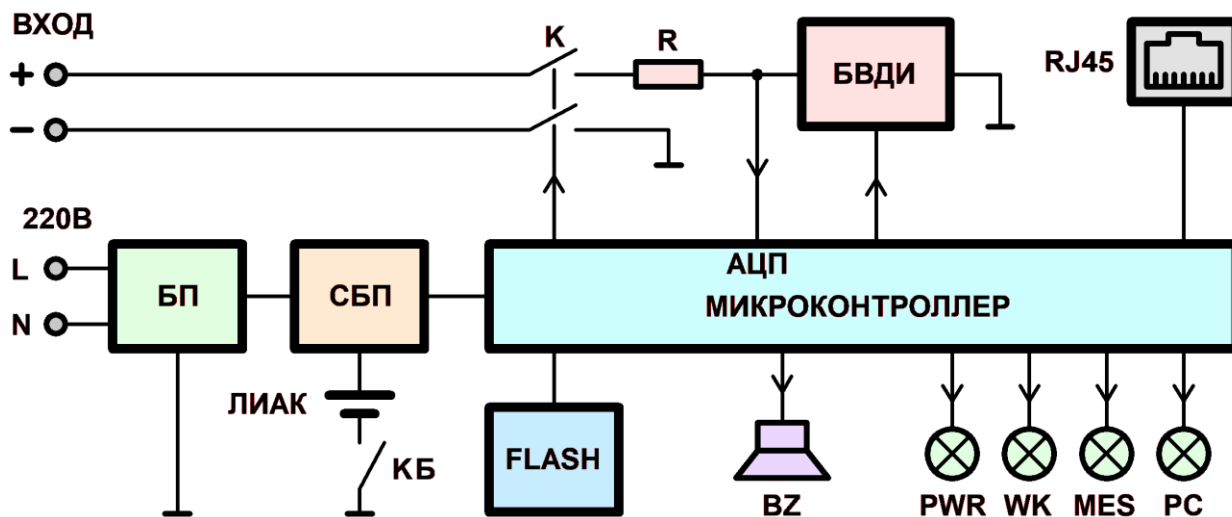 ВХОД
K
R
БВДИ
RJ45
+
-
220В
L
N
БП
СБП
АЦП
МИКРОКОНТРОЛЛЕР
ЛИАК
КБ
FLASH
BZ
PWR
WK
MES
PC